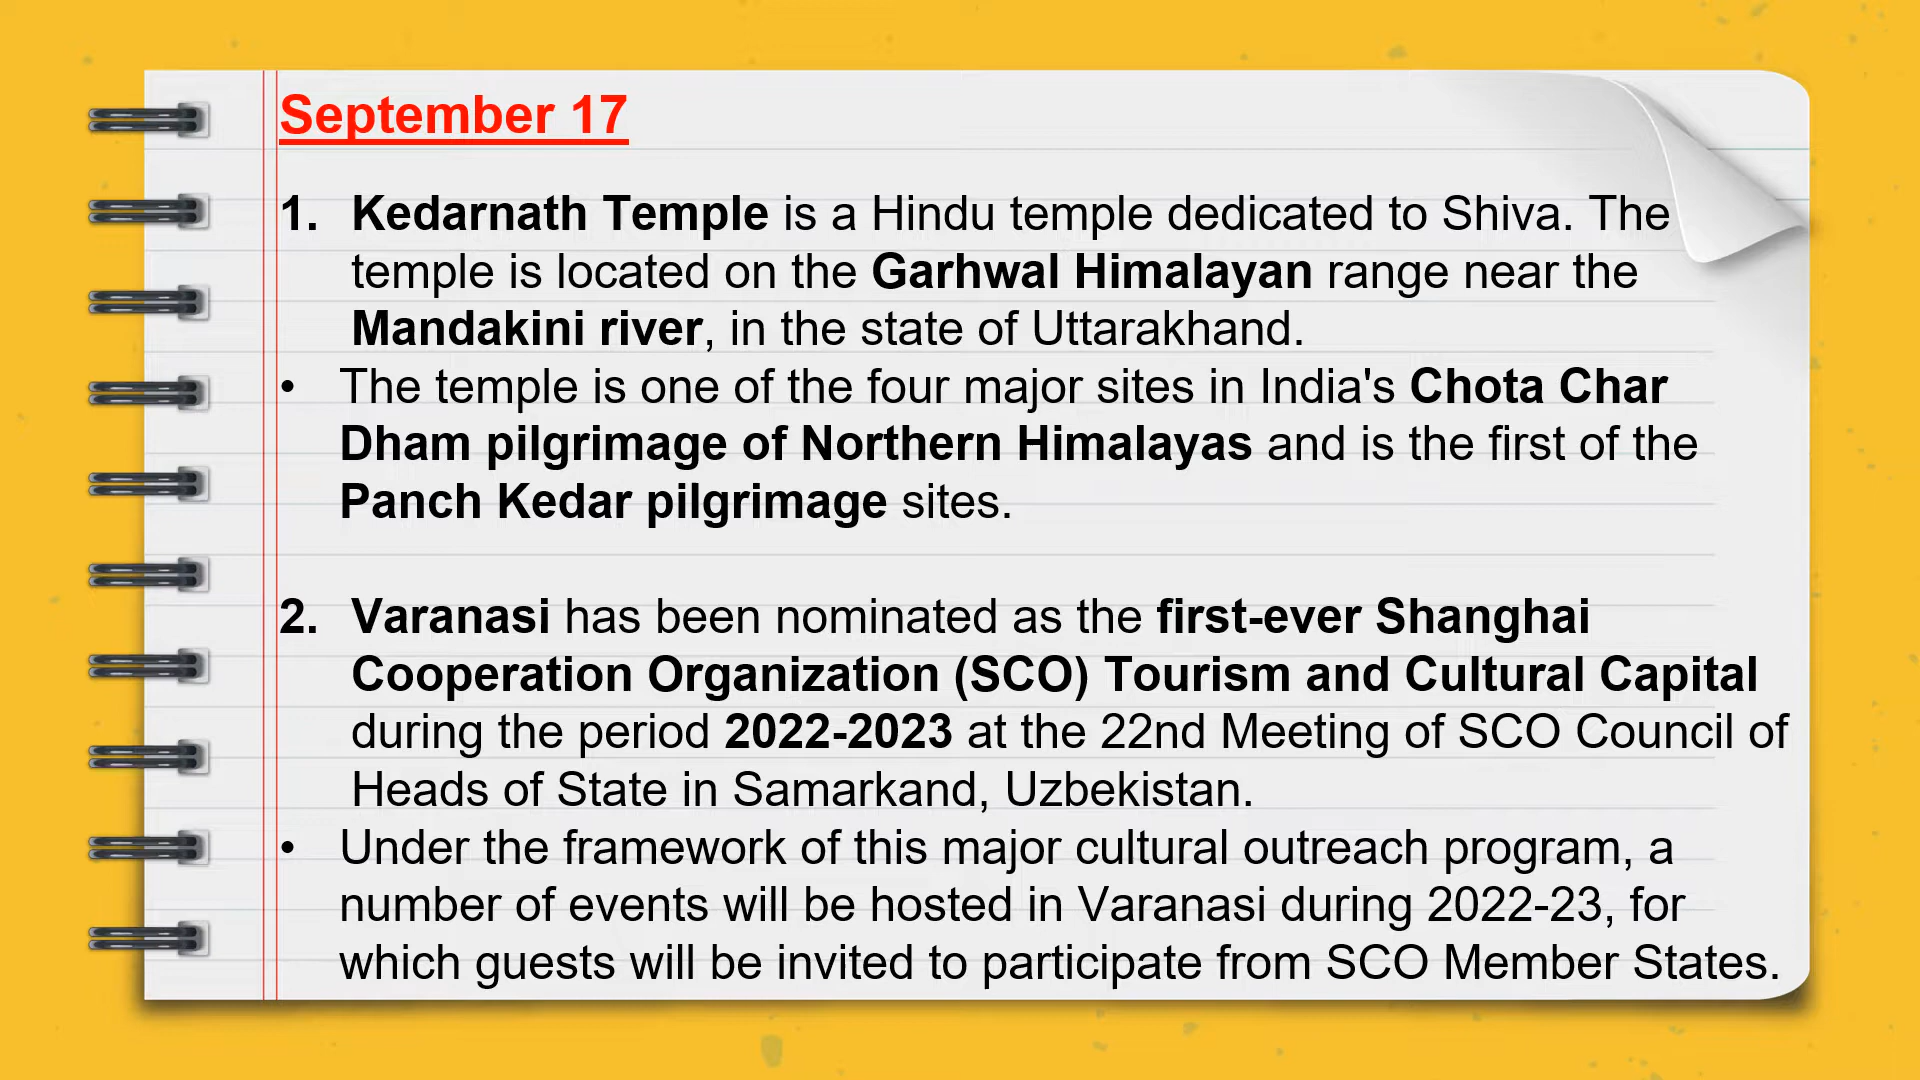 September 17
1. Kedarnath Temple is a Hindu temple dedicated to Shiva. The
temple is located on the Garhwal Himalayan range near the
Mandakini river, in the state of Uttarakhand.
• The temple is one of the four major sites in India's Chota Char
Dham pilgrimage of Northern Himalayas and is the first of the
Panch Kedar pilgrimage sites.
2. Varanasi has been nominated as the first-ever Shanghai
Cooperation Organization (SCO) Tourism and Cultural Capital
during the period 2022-2023 at the 22nd Meeting of SCO Council of
Heads of State in Samarkand, Uzbekistan.
• Under the framework of this major cultural outreach program, a
number of events will be hosted in Varanasi during 2022-23, for
which guests will be invited to participate from SCO Member States.